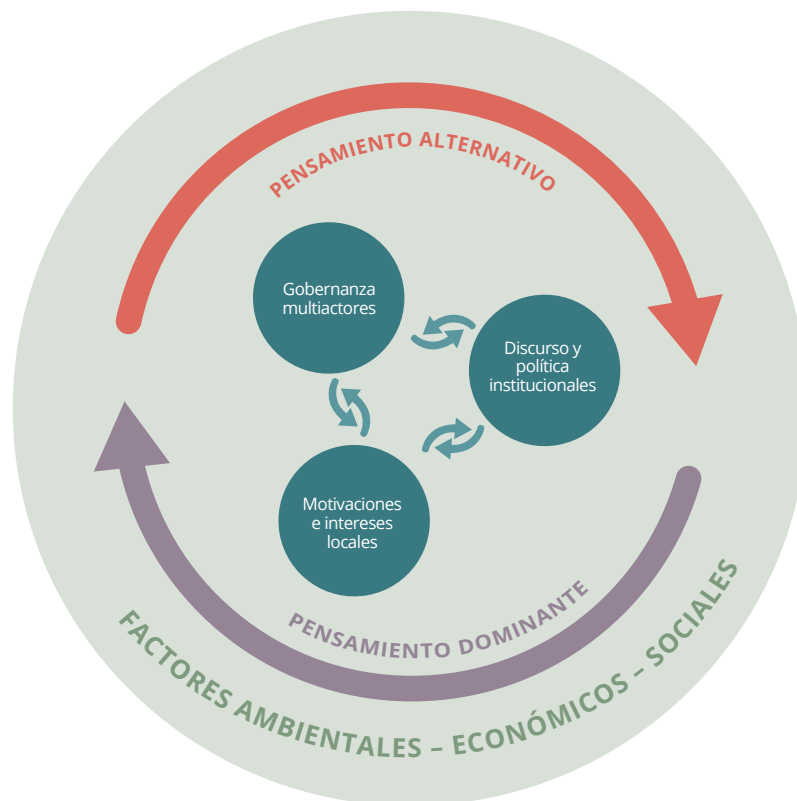 PENSAMIENTO ALTERNATIVO
Gobernanza
multiactores
Discurso y
política
institucionales
Motivaciones
e intereses
locales
PENSAMIENTO DOMINANTE
FACTORES AMBIENTALES – ECONÓMICOS – SOCIALES